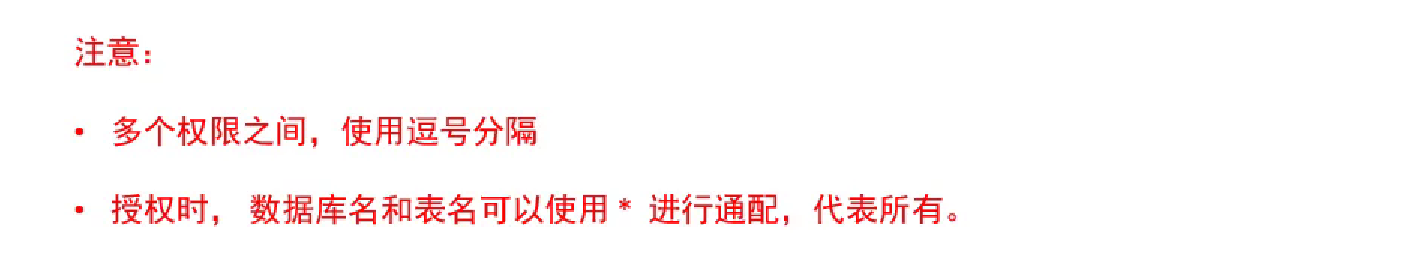 注意：
• 多个权限之间，使用逗号分隔
• 授权时， 数据库名和表名可以使用 * 进行通配，代表所有。